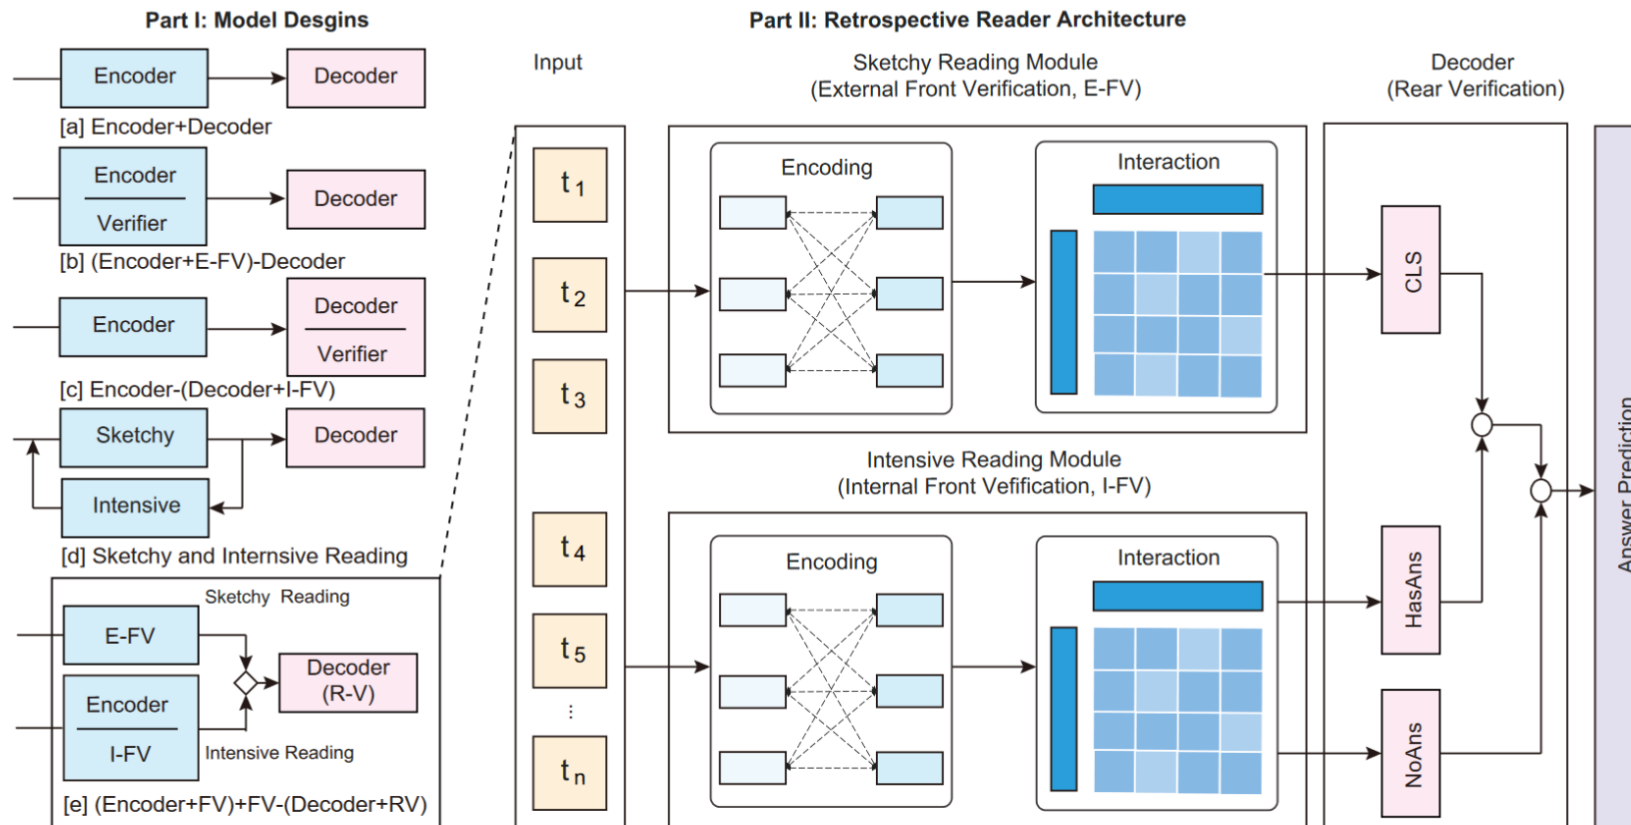 Part I: Model Desgins
Encoder
Decoder
[a] Encoder+Decoder
Encoder
Verifier
Decoder
[b] (Encoder+E-FV)-Decoder
Encoder
Decoder
Verifier
[c] Encoder-(Decoder+I-FV)
Sketchy
Decoder
Intensive
[d] Sketchy and Internsive Reading
Sketchy Reading
E-FV
Decoder
(R-V)
Encoder
I-FV
Intensive Reading
[e] (Encoder+FV)+FV-(Decoder+RV)
Part II: Retrospective Reader Architecture
Input
t1
t2
t3
t4
t5
...
tn
Sketchy Reading Module
(External Front Verification, E-FV)
Encoding
Interaction
Intensive Reading Module
(Internal Front Vefification, I-FV)
Encoding
Interaction
Decoder
(Rear Verification)
CLS
HasAns
NoAns
Answer Prediction